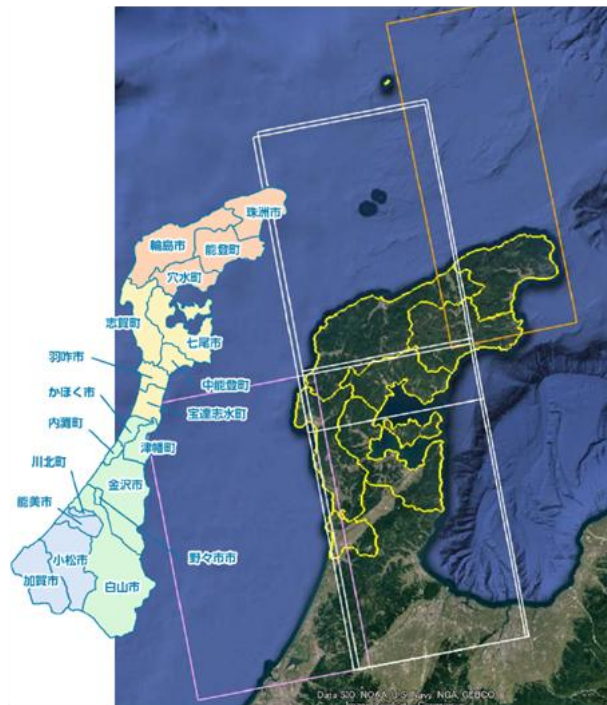 珠洲市
輪島市
能登町
穴水町
志賀町
七尾市
羽咋市
中能登町
かほく市
宝達志水町
内灘町
津幡町
川北町
金沢市
能美市
野々市市
小松市
加賀市
白山市
Data SIO, NOAA, U.S. Navy, NGA, GEBCO